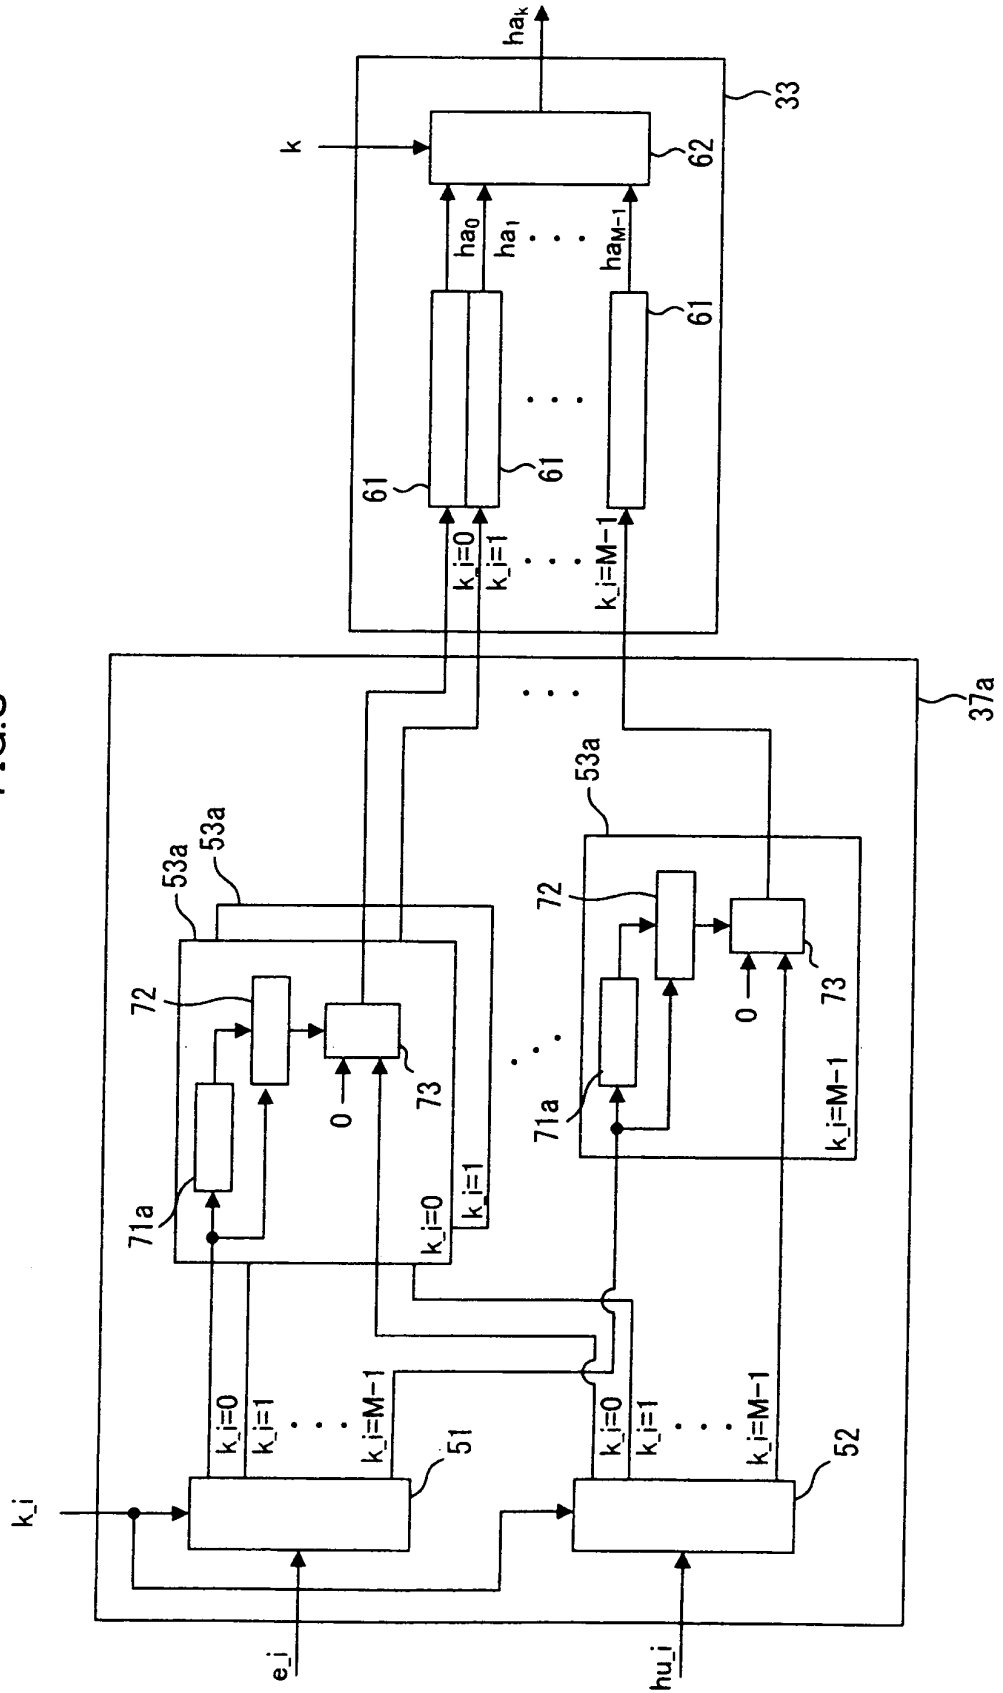 k_i
e_i
hu_i
51
52
k_i=0
k_i=1
k_i=M-1
k_i=0
k_i=1
k_i=M-1
53a
53a
71a
72
0
73
k_i=0
k_i=1
53a
71a
72
0
73
k_i=M-1
37a
k_i=0
k_i=1
k_i=M-1
61
61
61
ha0
ha1
haM-1
k
62
33
hak